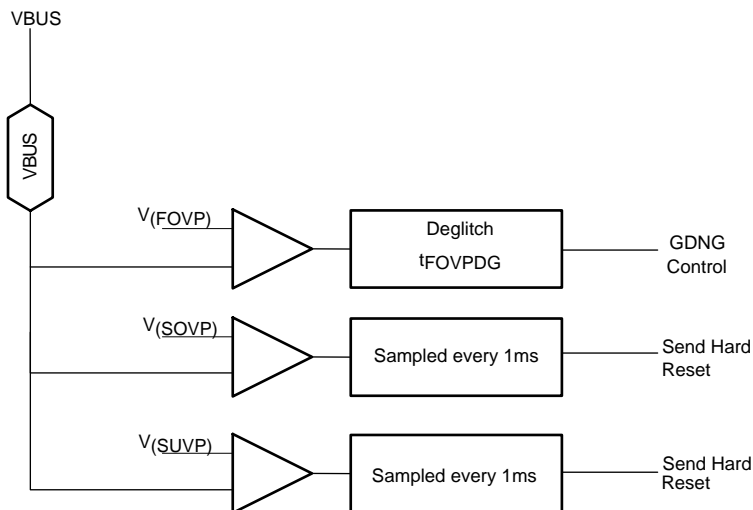 VBUS
VBUS
V(FOVP)
Deglitch
tFOVPDG
GDNG
Control
V(SOVP)
Sampled every 1ms
Send Hard
Reset
V(SUVP)
Sampled every 1ms
Send Hard
Reset